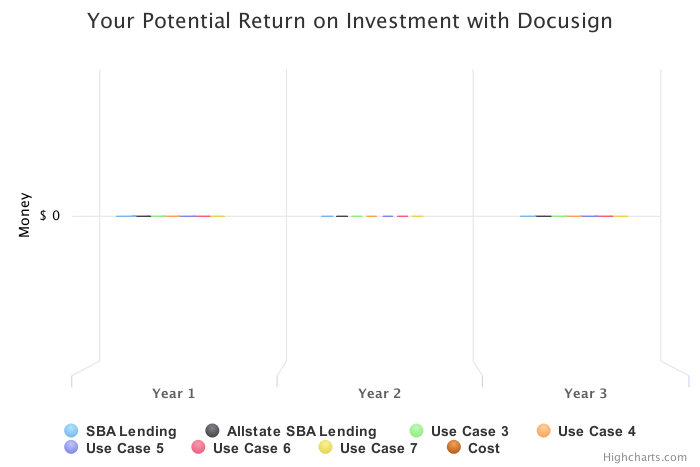 Your Potential Return on Investment with Docusign
Money
$ 0
Year 1 Year 2 Year 3
SBA Lending Allstate SBA Lending Use Case 3 Use Case 4
Use Case 5 Use Case 6 Use Case 7 Cost
Highcharts.com